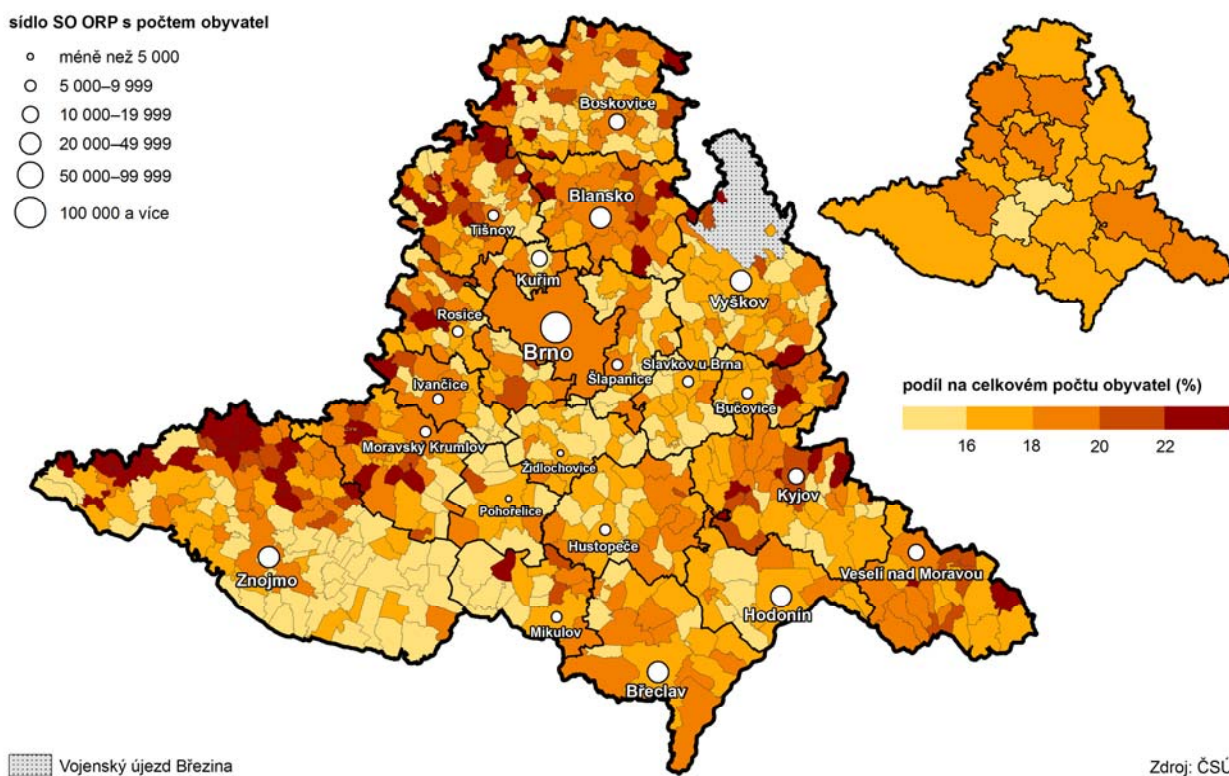 sídlo SO ORP s počtem obyvatel
méně než 5 000
5 000–9 999
10 000–19 999
20 000–49 999
50 000–99 999
100 000 a více
Boskovice
Blansko
Tišnov
Kuřim
Vyškov
Rosice
Brno
Šlapanice
Slavkov u Brna
Ivančice
Bučovice
Moravský Krumlov
Židlochovice
Kyjov
Pohořelice
Hustopeče
Znojmo
Veselí nad Moravou
Hodonín
Mikulov
Břeclav
podíl na celkovém počtu obyvatel (%)
16 18 20 22
Vojenský újezd Březina
Zdroj: ČSÚ